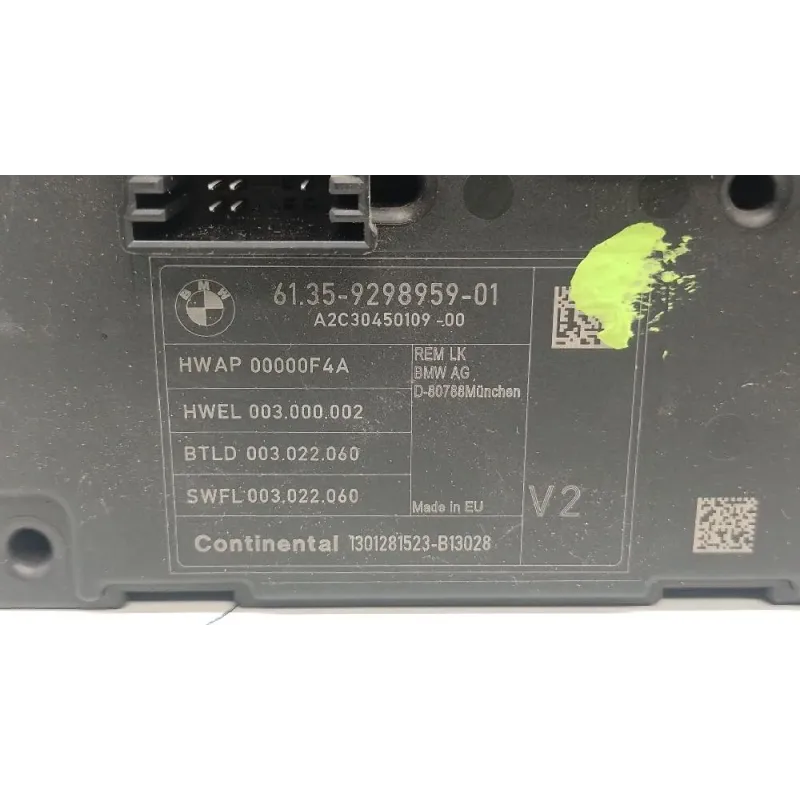 BMW
61.35-9298959-01
A2C30450109-00
HWAP 00000F4A
HWEL 003.000.002
BTLD 003.022.060
SWFL 003.022.060
REM LK
BMW AG
D-80788München
Made in EU
V2
Continental 1301281523-B13028